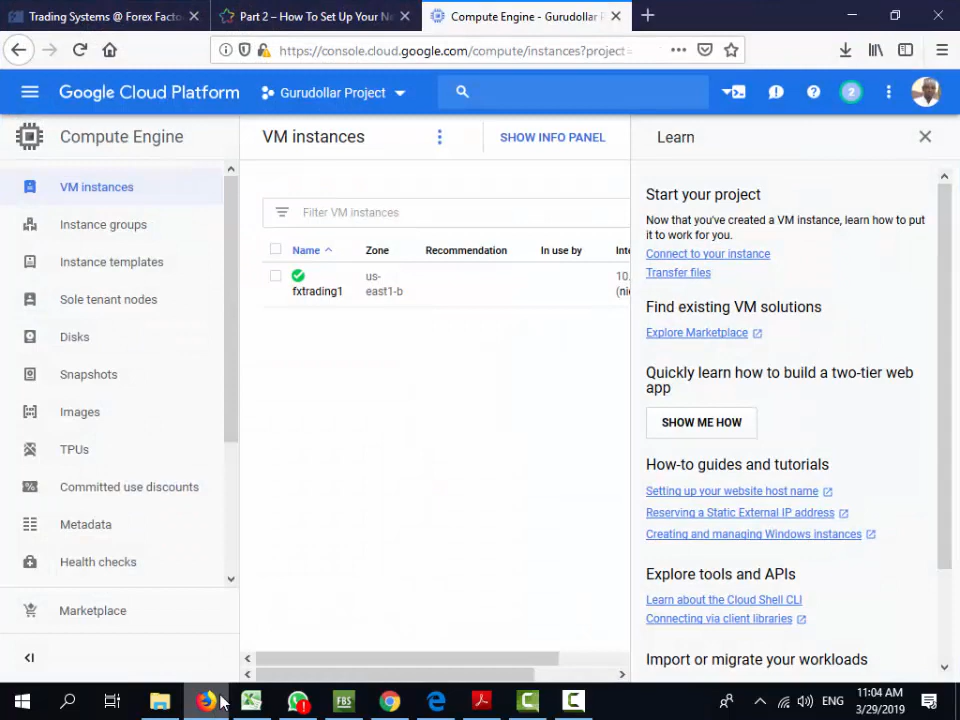 Trading Systems @ Forex Facto
Part 2 – How To Set Up Your Ne
Compute Engine - Gurudollar P
https://console.cloud.google.com/compute/instances?project=
Google Cloud Platform
Gurudollar Project
2
Compute Engine
VM instances
SHOW INFO PANEL
Learn
VM instances
Instance groups
Instance templates
Sole tenant nodes
Disks
Snapshots
Images
TPUs
Committed use discounts
Metadata
Health checks
Marketplace
Filter VM instances
Name
Zone
Recommendation
In use by
Inte
fxtrading1
us-
east1-b
10.
(nic
Start your project
Now that you've created a VM instance, learn how to put
it to work for you.
Connect to your instance
Transfer files
Find existing VM solutions
Explore Marketplace
Quickly learn how to build a two-tier web
app
SHOW ME HOW
How-to guides and tutorials
Setting up your website host name
Reserving a Static External IP address
Creating and managing Windows instances
Explore tools and APIs
Learn about the Cloud Shell CLI
Connecting via client libraries
Import or migrate your workloads
FBS
ENG
11:04 AM
3/29/2019